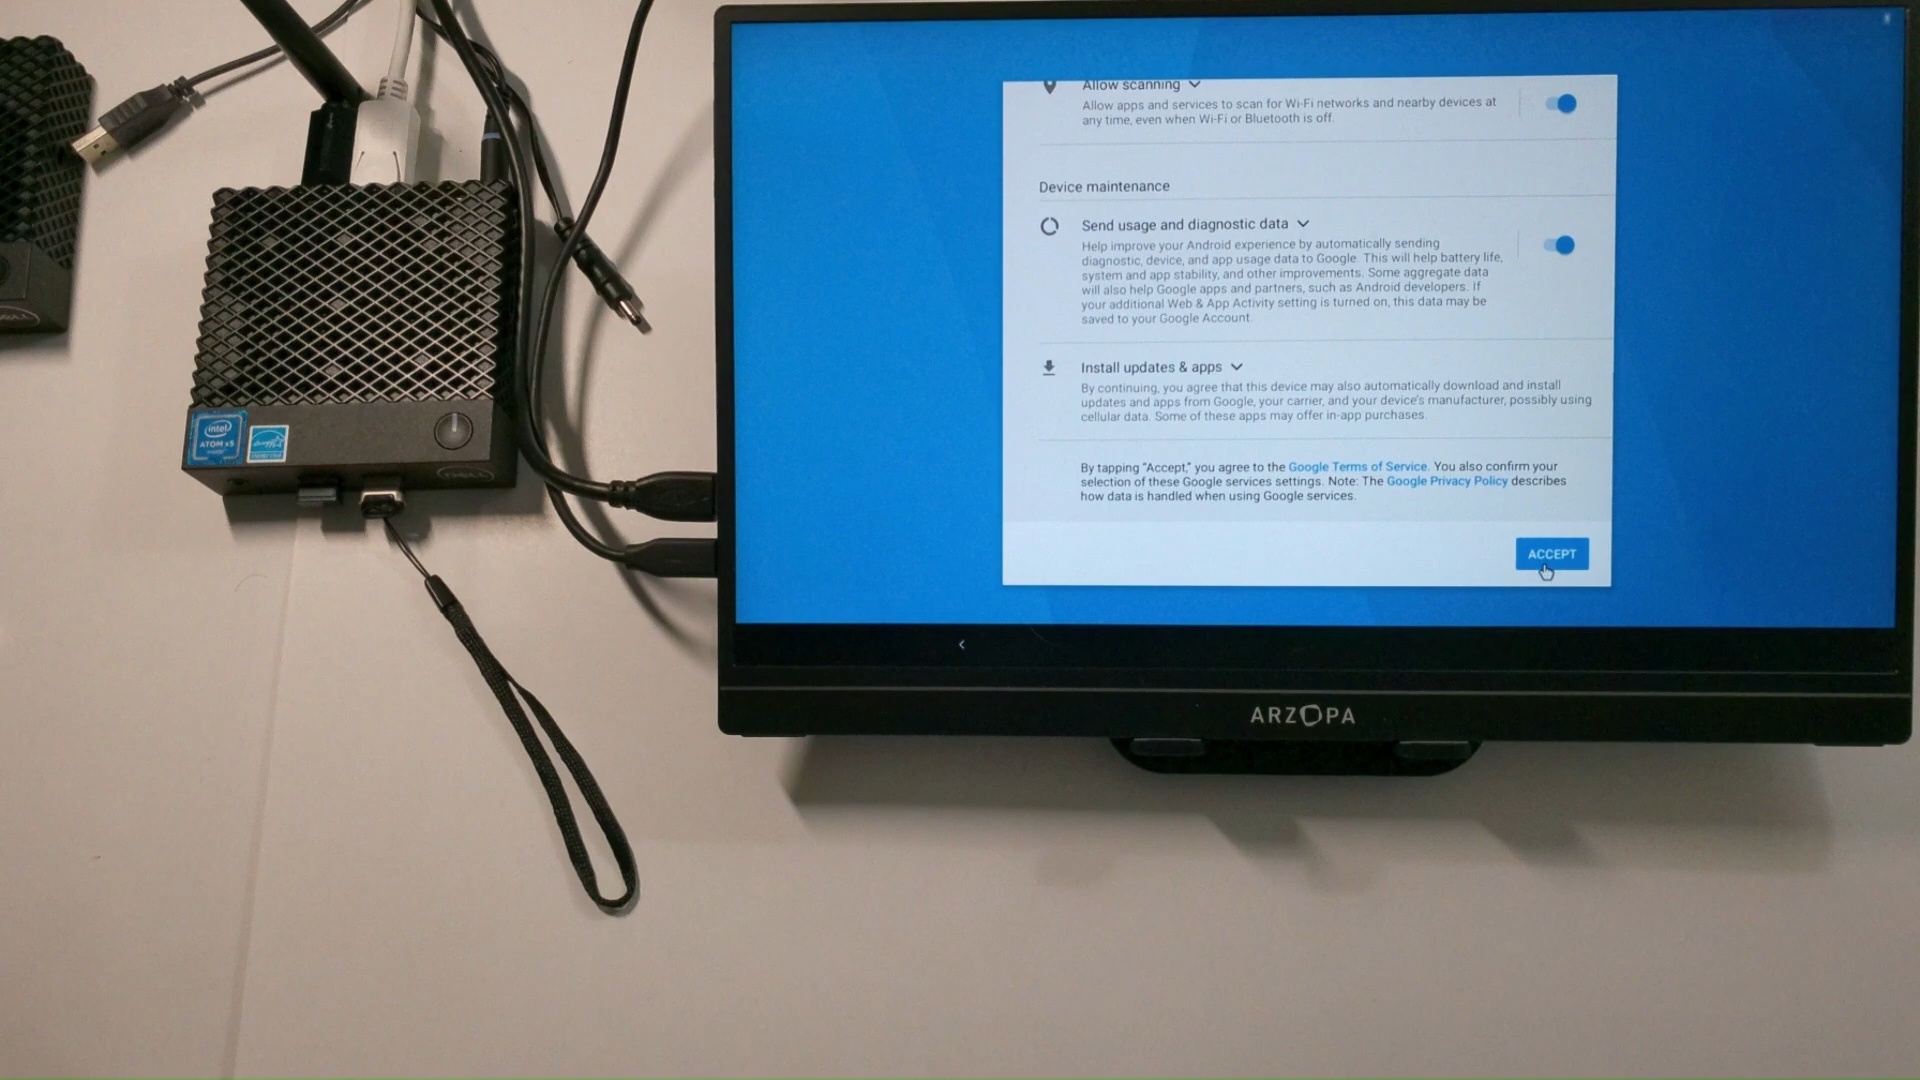 Allow scanning
Allow apps and services to scan for Wi-Fi networks and nearby devices at
any time, even when Wi-Fi or Bluetooth is off.
Device maintenance
Send usage and diagnostic data
Help improve your Android experience by automatically sending
diagnostic, device, and app usage data to Google. This will help battery life,
system and app stability, and other improvements. Some aggregate data
will also help Google apps and partners, such as Android developers. If
your additional Web & App Activity setting is turned on, this data may be
saved to your Google Account.
Install updates & apps
By continuing, you agree that this device may also automatically download and install
updates and apps from Google, your carrier, and your device's manufacturer, possibly using
cellular data. Some of these apps may offer in-app purchases.
By tapping “Accept,” you agree to the Google Terms of Service. You also confirm your
selection of these Google services settings. Note: The Google Privacy Policy describes
how data is handled when using Google services.
ACCEPT
ARZOPA
intel
ATOM x5
inside
DELL
DELL